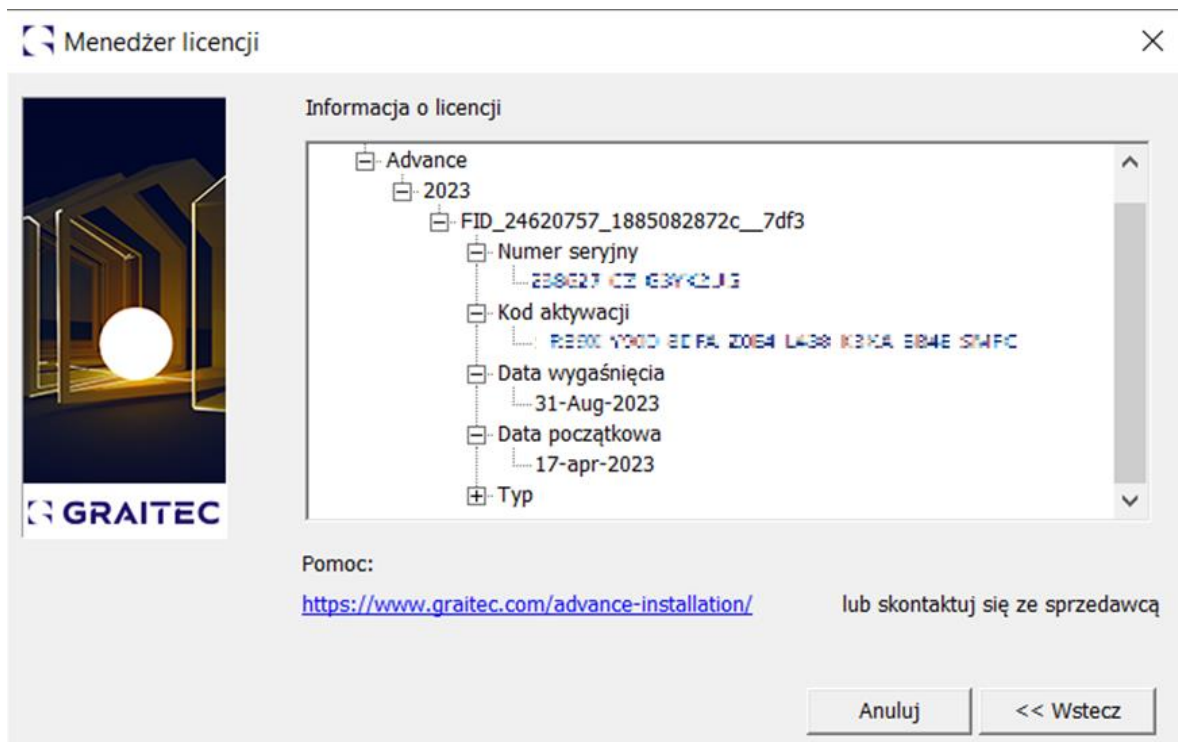 Menedżer licencji
Informacja o licencji
Advance
2023
FID_24620757_1885082872c__7df3
Numer seryjny
Kod aktywacji
Data wygaśnięcia
31-Aug-2023
Data początkowa
17-apr-2023
Typ
GRAITEC
Pomoc:
https://www.graitec.com/advance-installation/ lub skontaktuj się ze sprzedawcą
Anuluj << Wstecz